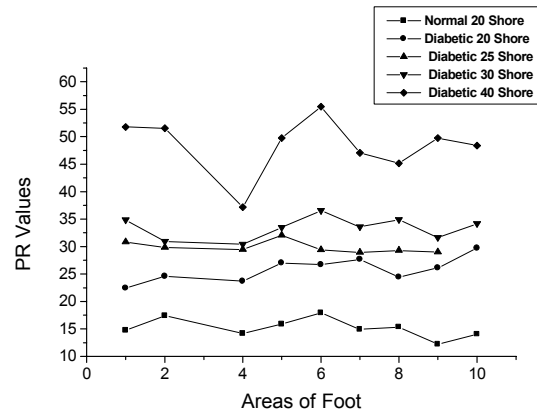 Normal 20 Shore
Diabetic 20 Shore
Diabetic 25 Shore
Diabetic 30 Shore
Diabetic 40 Shore
60
55
50
45
40
35
30
25
20
15
10
PR Values
0
2
4
6
8
10
Areas of Foot